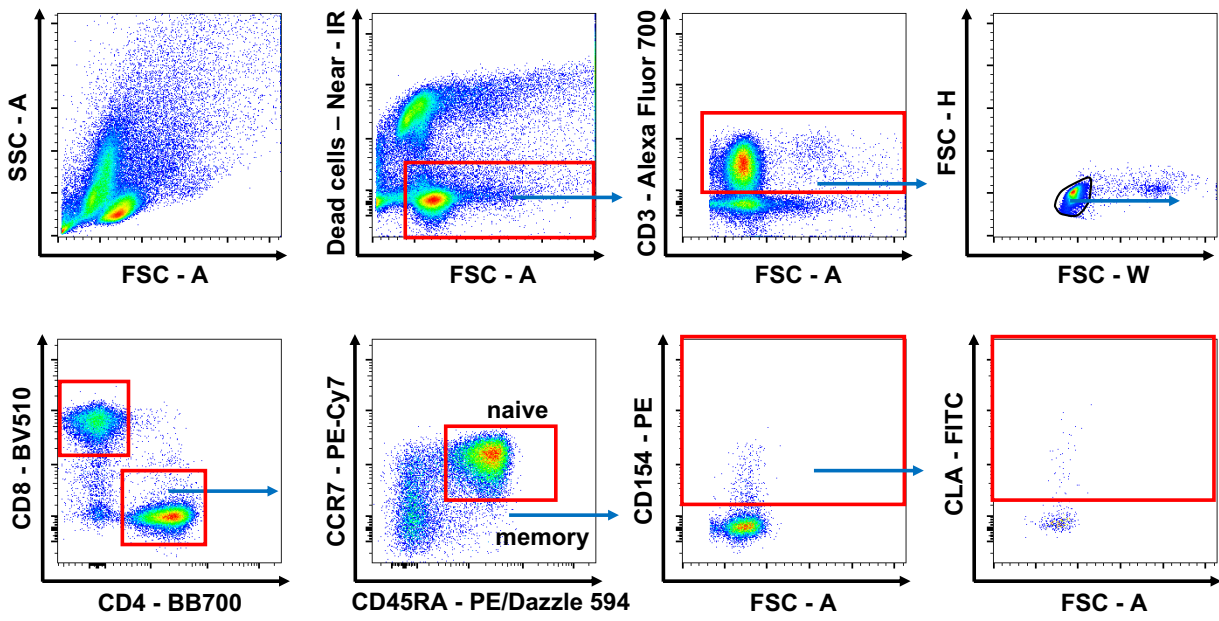 SSC - A
FSC - A
Dead cells – Near - IR
FSC - A
CD3 - Alexa Fluor 700
FSC - A
FSC - H
FSC - W
CD8 - BV510
CD4 - BB700
CCR7 - PE-Cy7
naive
memory
CD45RA - PE/Dazzle 594
CD154 - PE
FSC - A
CLA - FITC
FSC - A